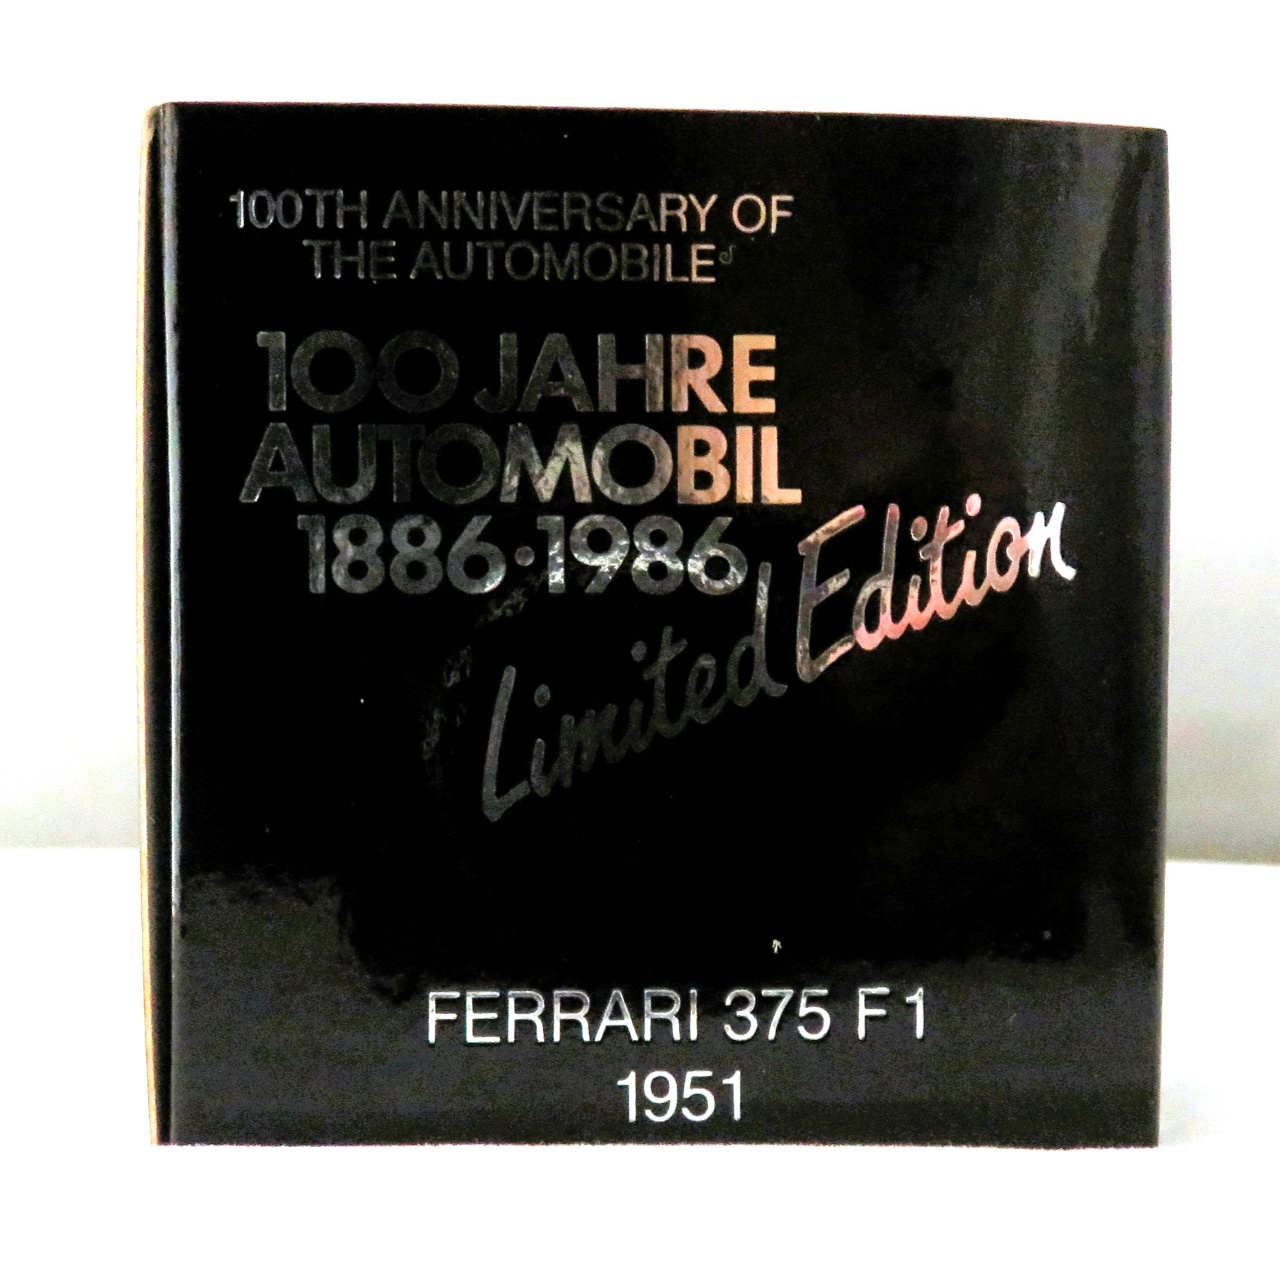 100TH ANNIVERSARY OF
THE AUTOMOBILE
100 JAHRE
AUTOMOBIL
1886·1986
Limited Edition
FERRARI 375 F1
1951